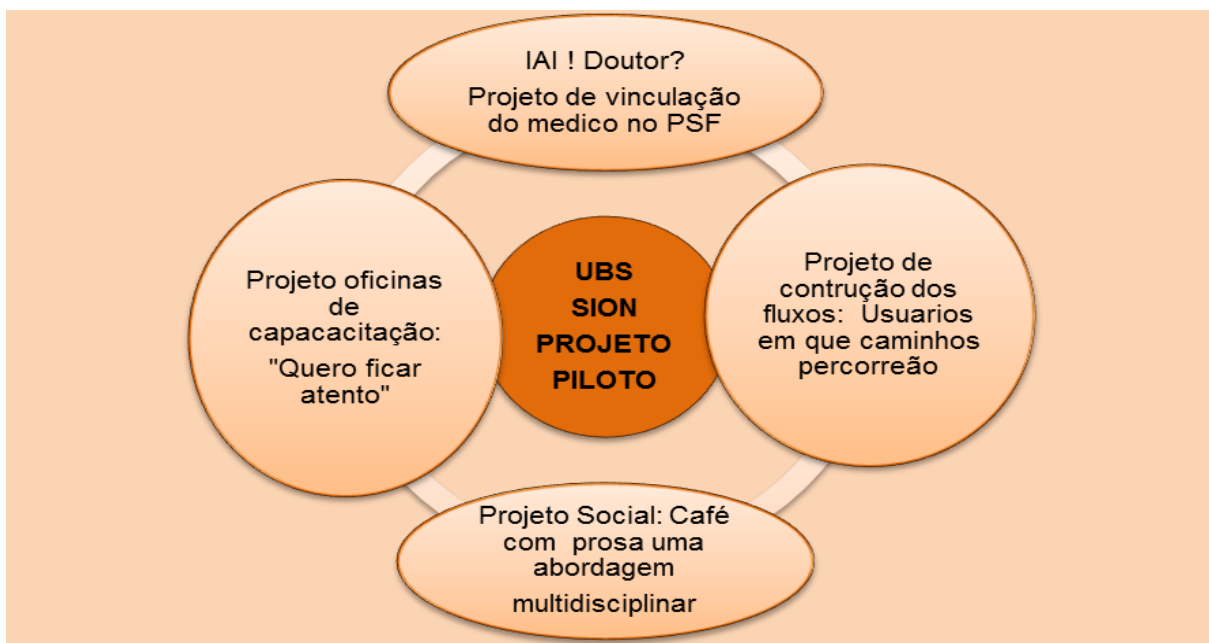 IAI ! Doutor?
Projeto de vinculação
do medico no PSF
Projeto oficinas
de
capacacitação:
"Quero ficar
atento"
UBS
SION
PROJETO
PILOTO
Projeto de
contrução dos
fluxos: Usuarios
em que caminhos
percorreão
Projeto Social: Café
com prosa uma
abordagem
multidisciplinar